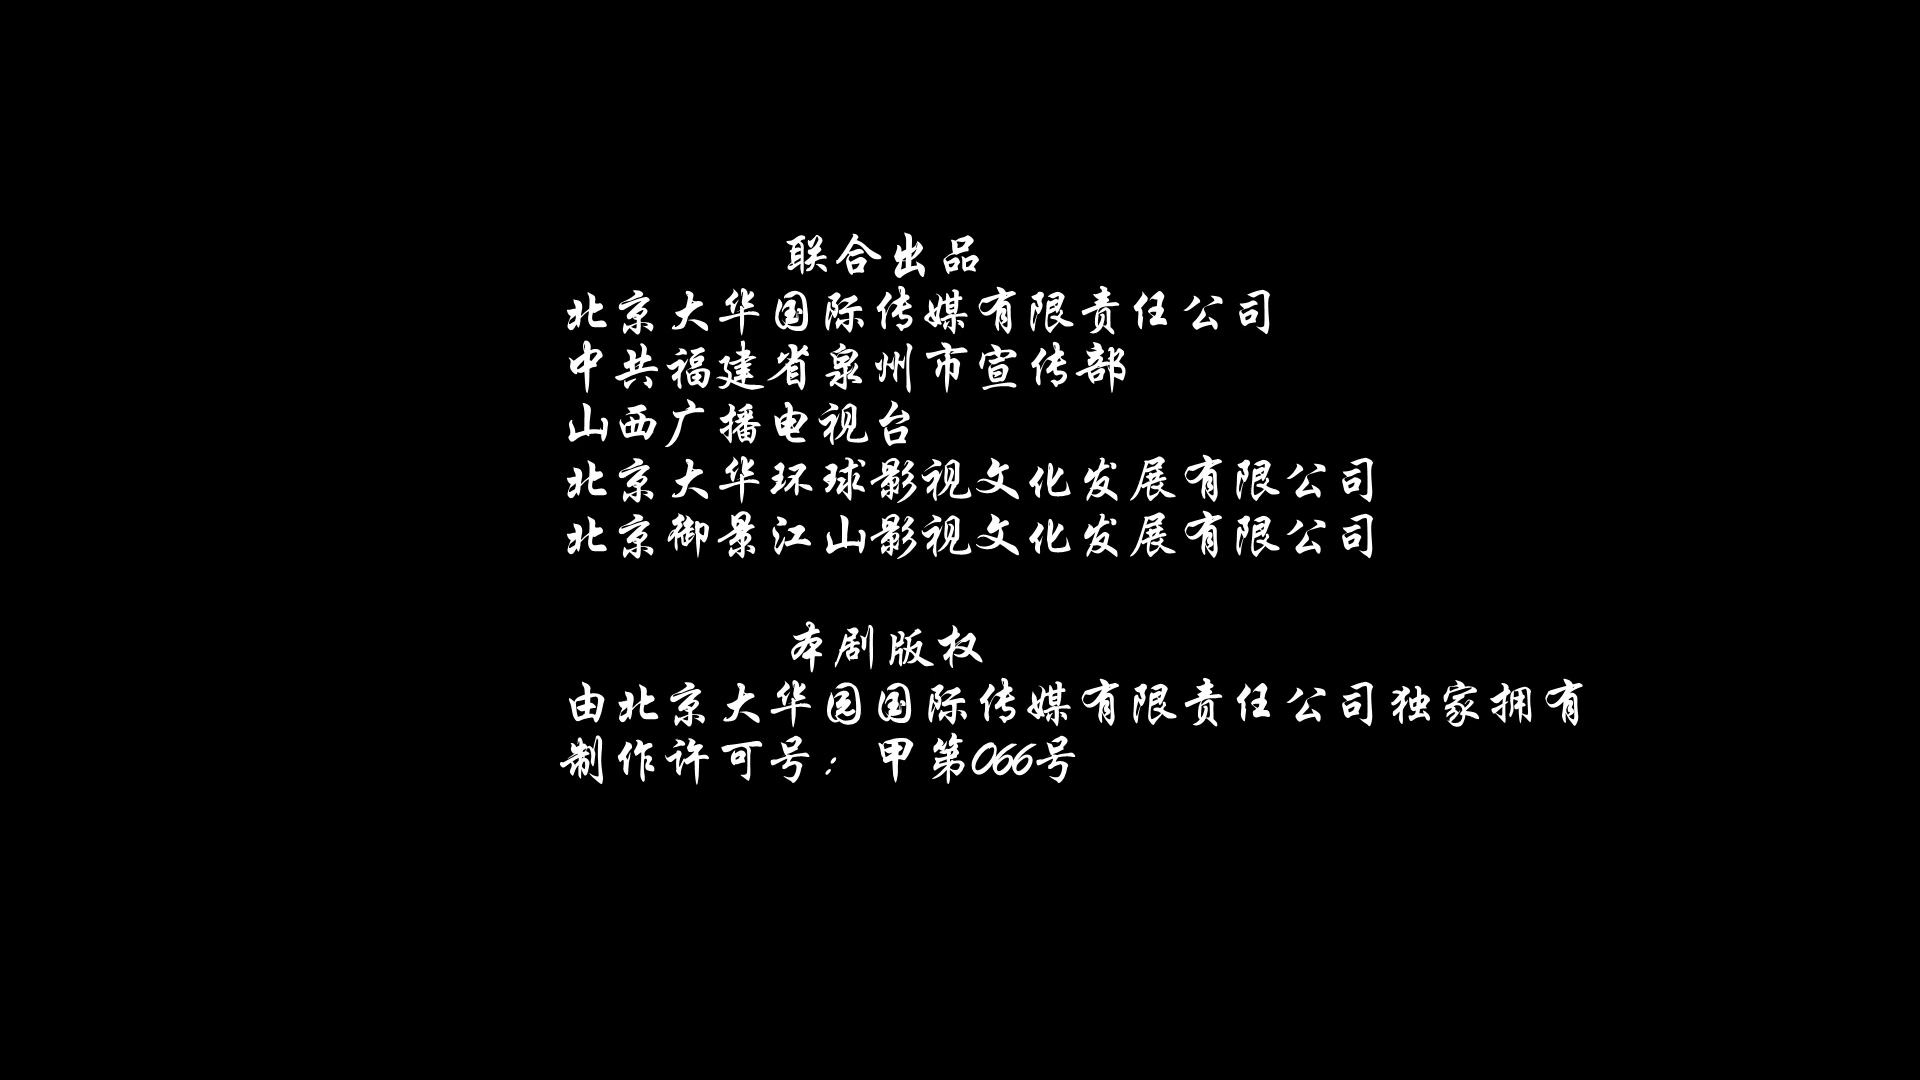 联合出品
北京大华国际传媒有限责任公司
中共福建省泉州市宣传部
山西广播电视台
北京大华环球影视文化发展有限公司
北京御景江山影视文化发展有限公司
本剧版权
由北京大华园国际传媒有限责任公司独家拥有
制作许可号：甲第066号